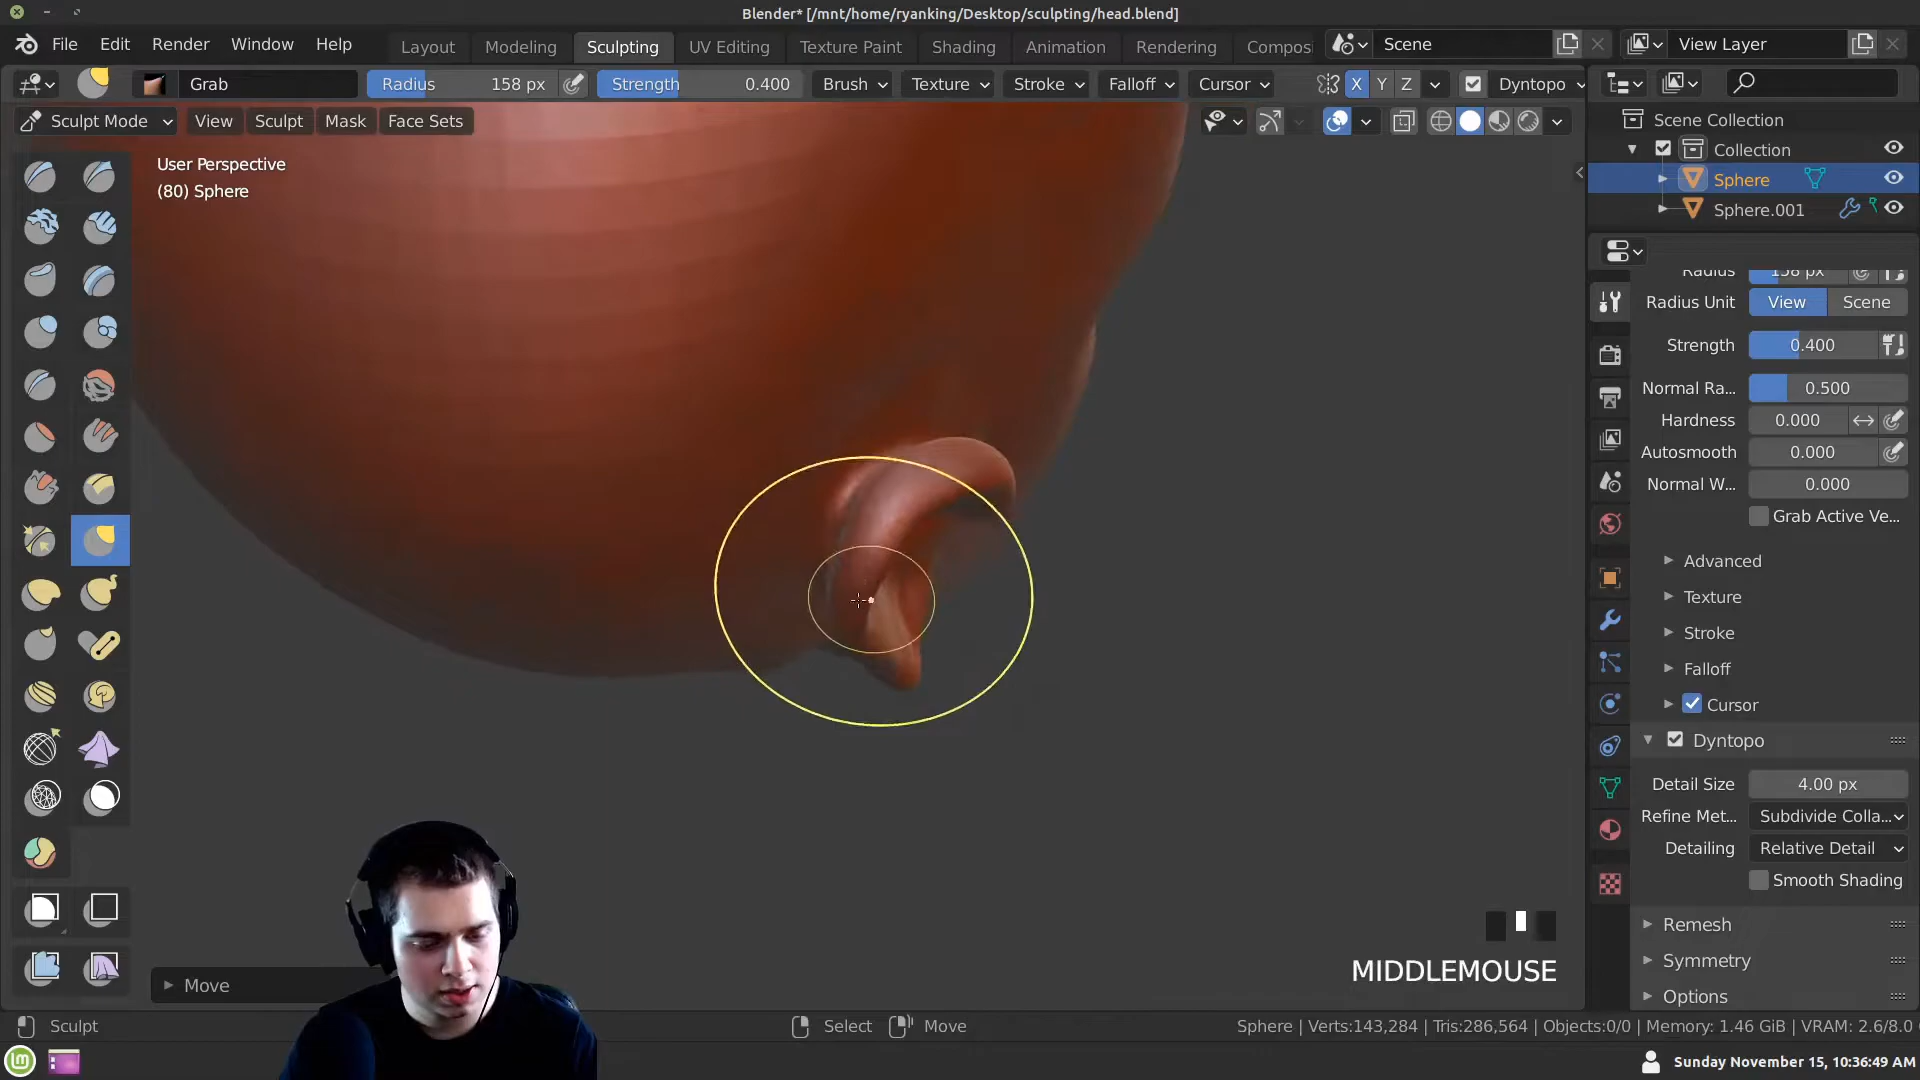 Blender* [/mnt/home/ryanking/Desktop/sculpting/head.blend]
File Edit Render Window Help Layout Modeling Sculpting UV Editing Texture Paint Shading Animation Rendering Compos Scene View Layer
Grab Radius 158 px Strength 0.400 Brush Texture Stroke Falloff Cursor X Y Z Dyntopo
Sculpt Mode View Sculpt Mask Face Sets
Scene Collection
Collection
Sphere
Sphere.001
User Perspective
(80) Sphere
Radius 158 px
Radius Unit View Scene
Strength 0.400
Normal Ra... 0.500
Hardness 0.000
Autosmooth 0.000
Normal W... 0.000
Grab Active Ve...
Advanced
Texture
Stroke
Falloff
Cursor
Dyntopo
Detail Size 4.00 px
Refine Met... Subdivide Colla...
Detailing Relative Detail
Smooth Shading
Remesh
Symmetry
Options
MIDDLEMOUSE
Move
Sculpt Select Move Sphere | Verts:143,284 | Tris:286,564 | Objects:0/0 | Memory: 1.46 GiB | VRAM: 2.6/8.0
Sunday November 15, 10:36:49 AM